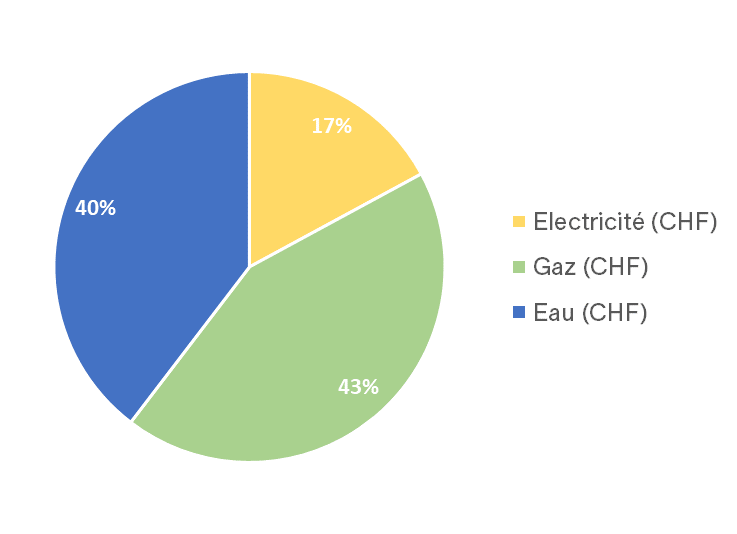 17%
40%
43%
Electricité (CHF)
Gaz (CHF)
Eau (CHF)